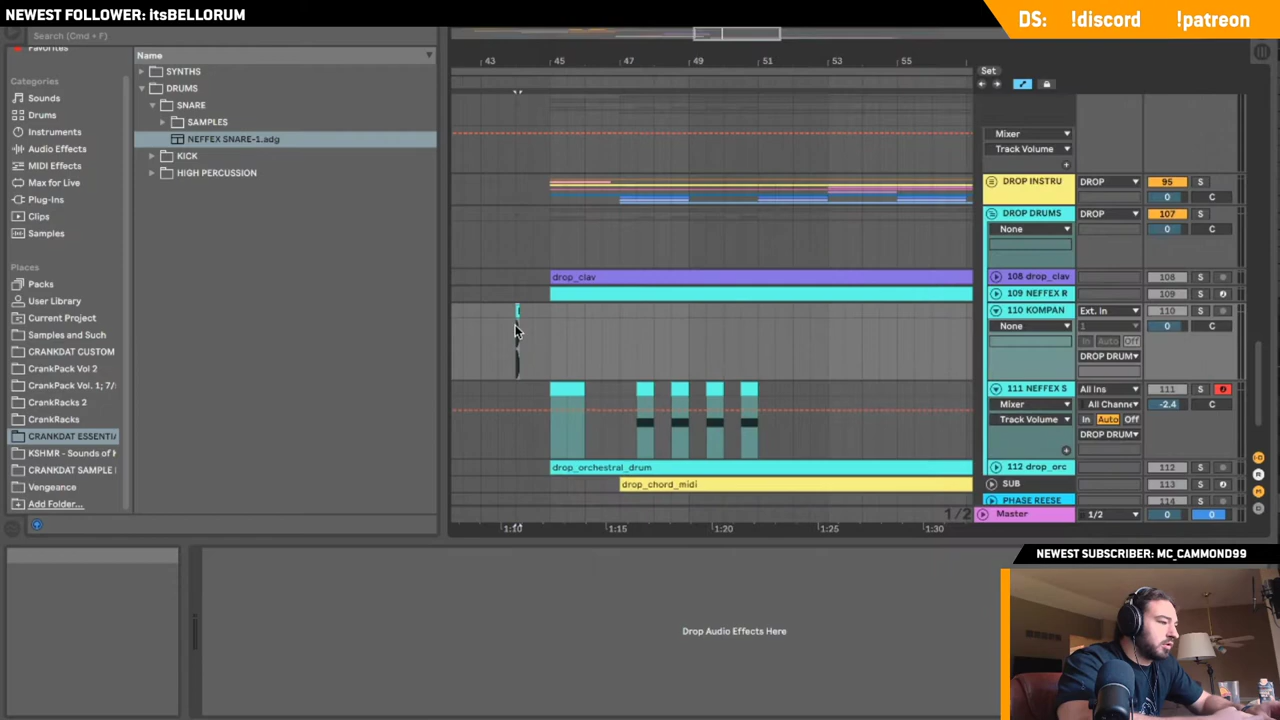 NEWEST FOLLOWER: itsBELLORUM
DS: !discord !patreon
Search (Cmd + F)
Favorites
Categories
Sounds
Drums
Instruments
Audio Effects
MIDI Effects
Max for Live
Plug-Ins
Clips
Samples
Places
Packs
User Library
Current Project
Samples and Such
CRANKDAT CUSTOM
CrankPack Vol 2
CrankPack Vol. 1; 7/
CrankRacks 2
CrankRacks
CRANKDAT ESSENTIA
KSHMR - Sounds of K
CRANKDAT SAMPLE
Vengeance
Add Folder...
Name
SYNTHS
DRUMS
SNARE
SAMPLES
NEFFEX SNARE-1.adg
KICK
HIGH PERCUSSION
43 45 47 49 51 53 55
drop_clav
drop_orchestral_drum
drop_chord_midi
1/2
1:10 1:15 1:20 1:25 1:30
Set
Mixer
Track Volume
DROP INSTRU DROP 95 S
0 C
DROP DRUMS DROP 107 S
None 0 C
108 drop_clav 108 S
109 NEFFEX R 109 S
110 KOMPAN Ext. In 110 S
None 1 0 C
In Auto Off
DROP DRUM
111 NEFFEX S All Ins 111 S
Mixer All Channe -2.4 C
Track Volume In Auto Off
DROP DRUM
112 drop_orc 112 S
SUB 113 S
PHASE REESE 114 S
Master 1/2 0 0
Drop Audio Effects Here
NEWEST SUBSCRIBER: MC_CAMMOND99